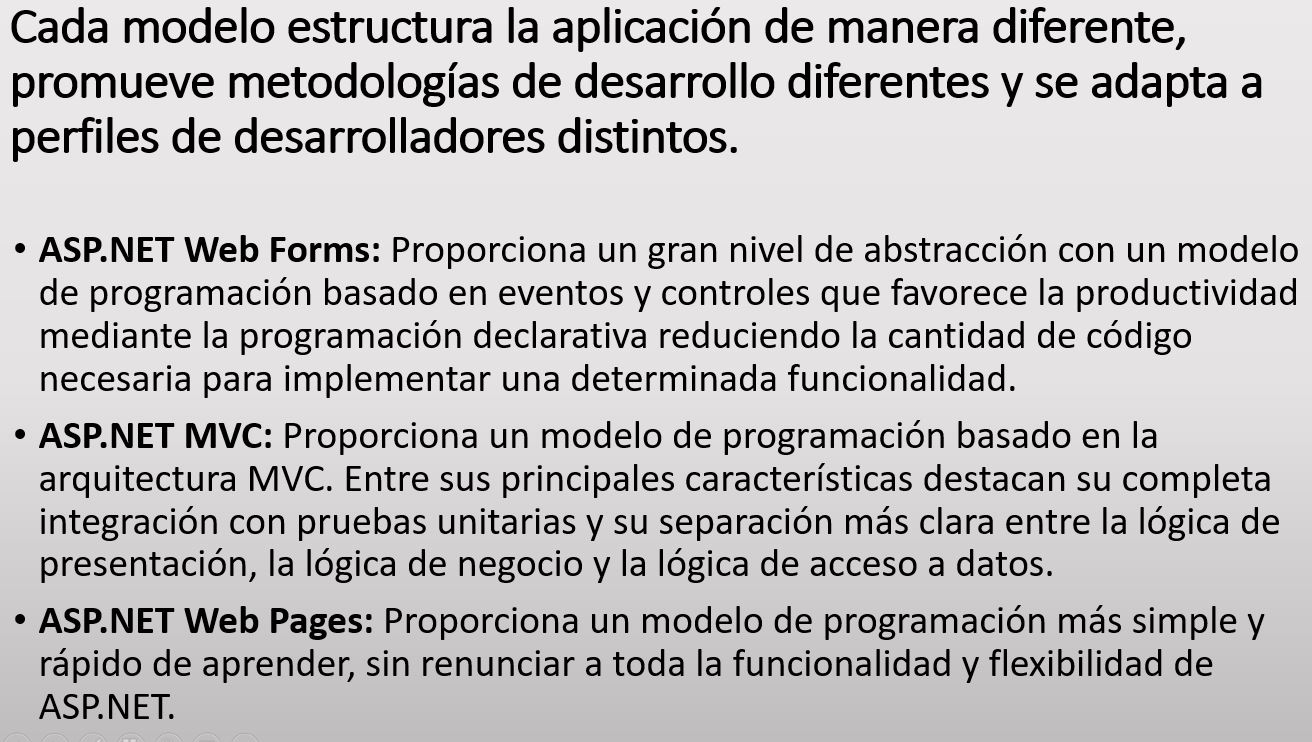 Cada modelo estructura la aplicación de manera diferente,
promueve metodologías de desarrollo diferentes y se adapta a
perfiles de desarrolladores distintos.
• ASP.NET Web Forms: Proporciona un gran nivel de abstracción con un modelo
de programación basado en eventos y controles que favorece la productividad
mediante la programación declarativa reduciendo la cantidad de código
necesaria para implementar una determinada funcionalidad.
• ASP.NET MVC: Proporciona un modelo de programación basado en la
arquitectura MVC. Entre sus principales características destacan su completa
integración con pruebas unitarias y su separación más clara entre la lógica de
presentación, la lógica de negocio y la lógica de acceso a datos.
• ASP.NET Web Pages: Proporciona un modelo de programación más simple y
rápido de aprender, sin renunciar a toda la funcionalidad y flexibilidad de
ASP.NET.